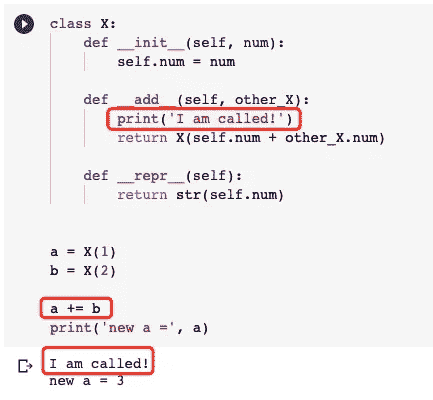 class X:
    def __init__(self, num):
        self.num = num

    def __add__(self, other_X):
        print('I am called!')
        return X(self.num + other_X.num)

    def __repr__(self):
        return str(self.num)

a = X(1)
b = X(2)

a += b
print('new a =', a)
I am called!
new a = 3